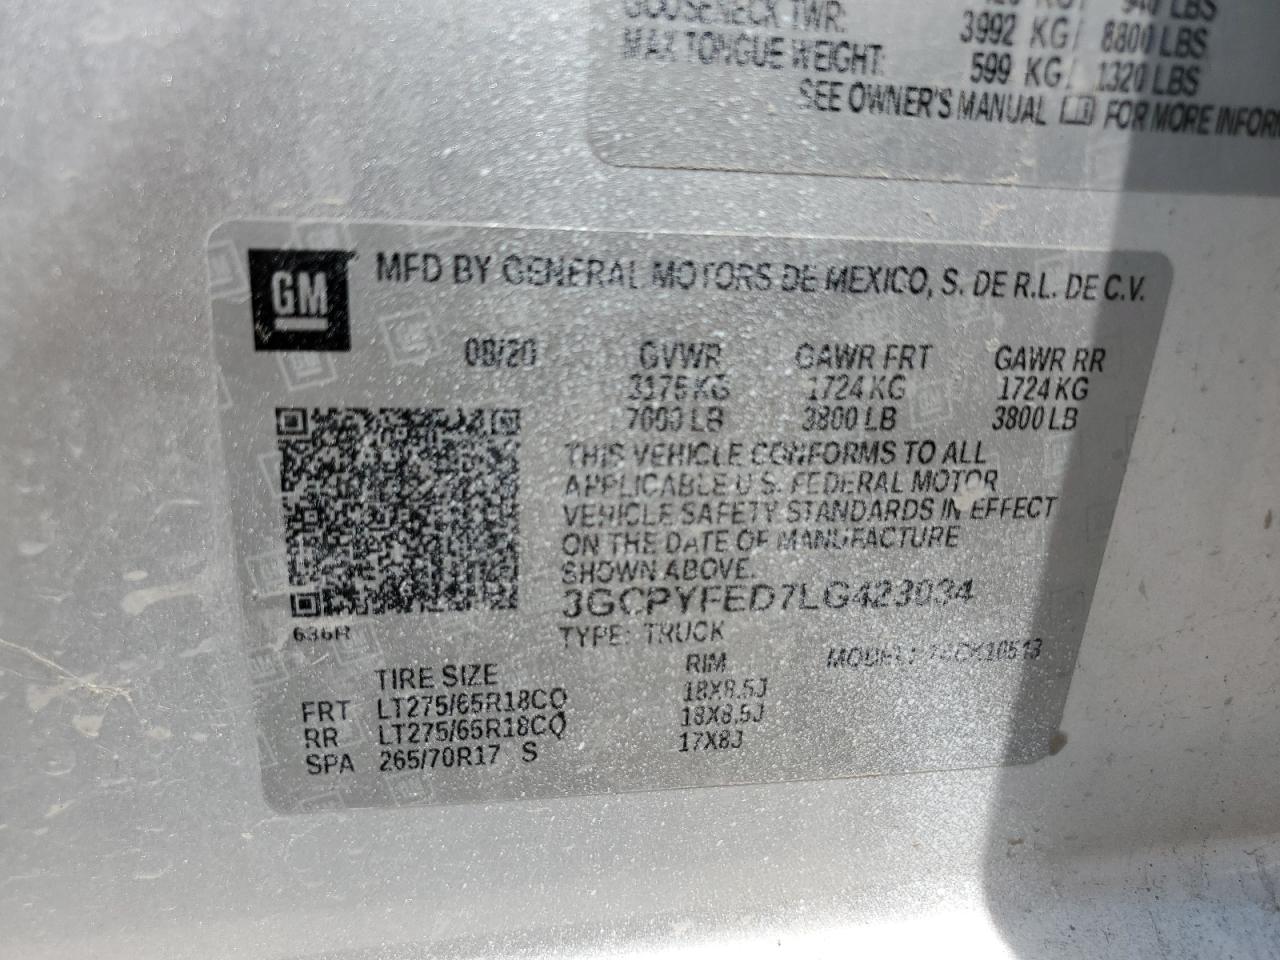 GOOSENECK TWR: 3992 KG/ 8800 LBS
MAX TONGUE WEIGHT: 599 KG/ 1320 LBS
SEE OWNER'S MANUAL FOR MORE INFORM
GM
MFD BY GENERAL MOTORS DE MEXICO, S. DE R.L. DE C.V.
08/20 GVWR GAWR FRT GAWR RR
3175 KG 1724 KG 1724 KG
7000 LB 3800 LB 3800 LB
THIS VEHICLE CONFORMS TO ALL
APPLICABLE U.S. FEDERAL MOTOR
VEHICLE SAFETY STANDARDS IN EFFECT
ON THE DATE OF MANUFACTURE
SHOWN ABOVE.
3GCPYFED7LG423034
636R
TYPE: TRUCK
MODEL:
TIRE SIZE RIM
FRT LT275/65R18CQ 18X8.5J
RR LT275/65R18CQ 18X8.5J
SPA 265/70R17 S 17X8J